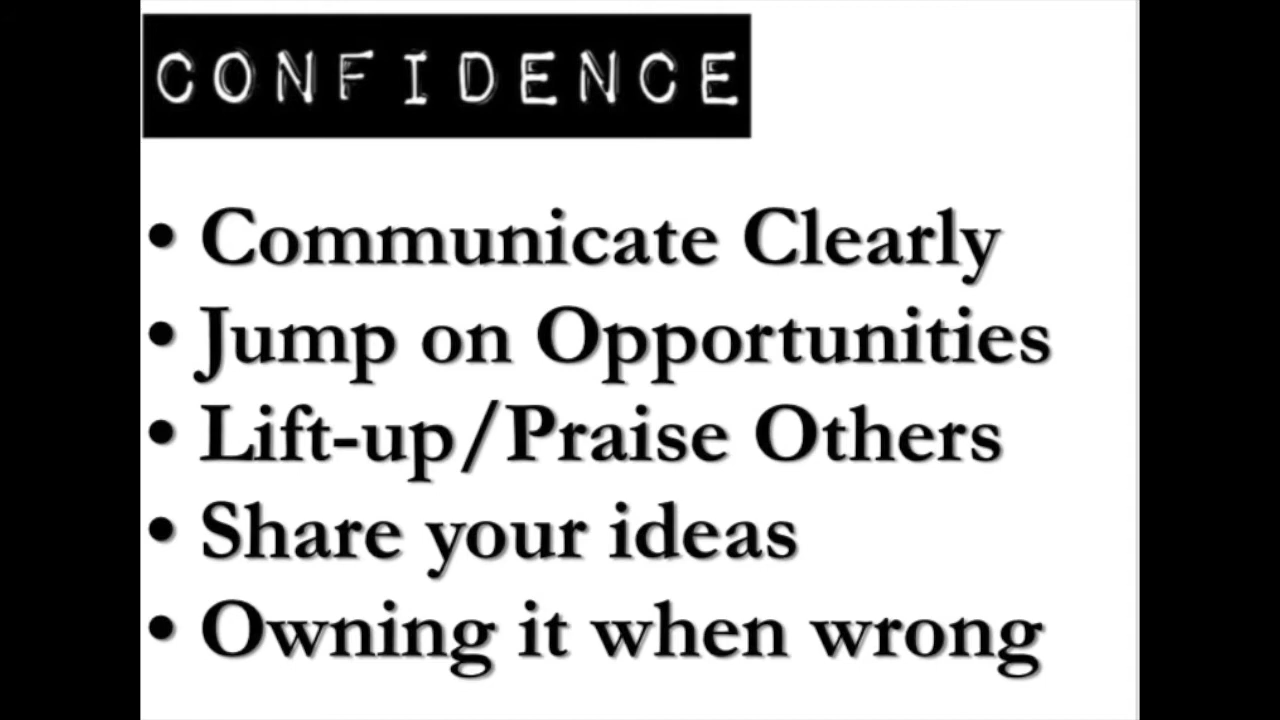 CONFIDENCE
• Communicate Clearly
• Jump on Opportunities
• Lift-up/Praise Others
• Share your ideas
• Owning it when wrong